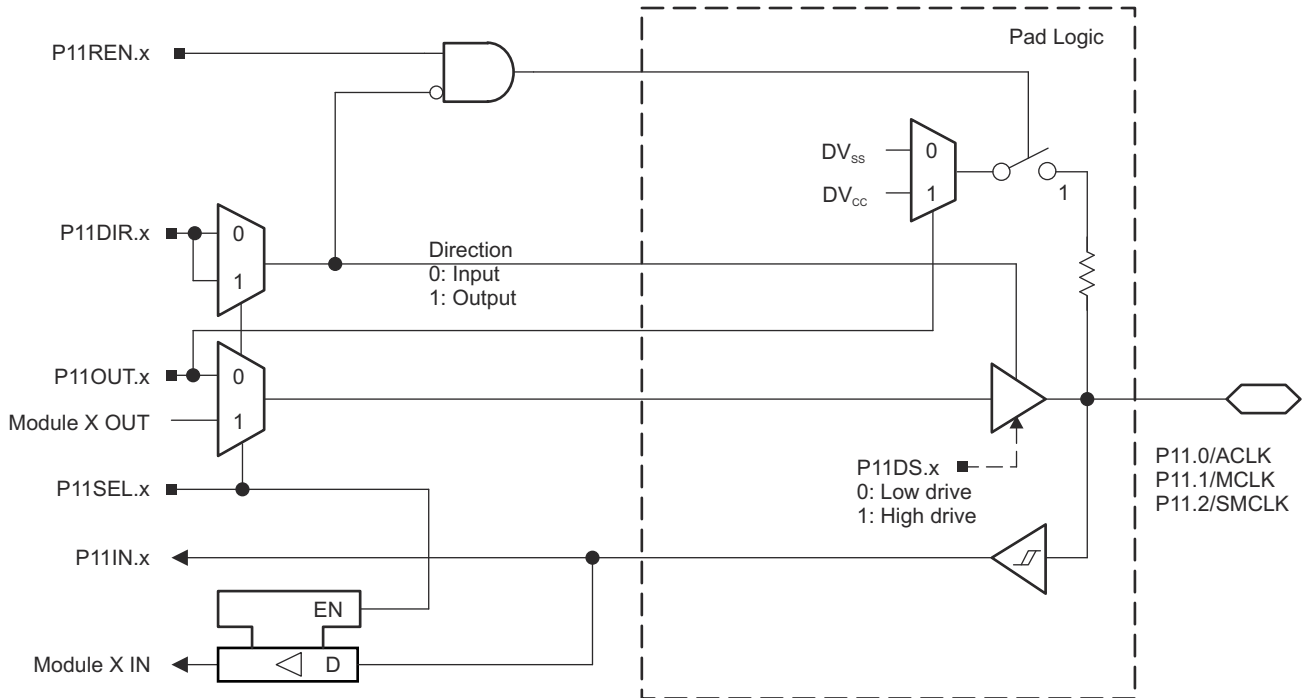 Pad Logic
P11REN.x
DVSS
0
DVCC
1
1
P11DIR.x
0
1
Direction
0: Input
1: Output
P11OUT.x
0
Module X OUT
1
P11DS.x
0: Low drive
1: High drive
P11.0/ACLK
P11.1/MCLK
P11.2/SMCLK
P11SEL.x
P11IN.x
EN
Module X IN
D